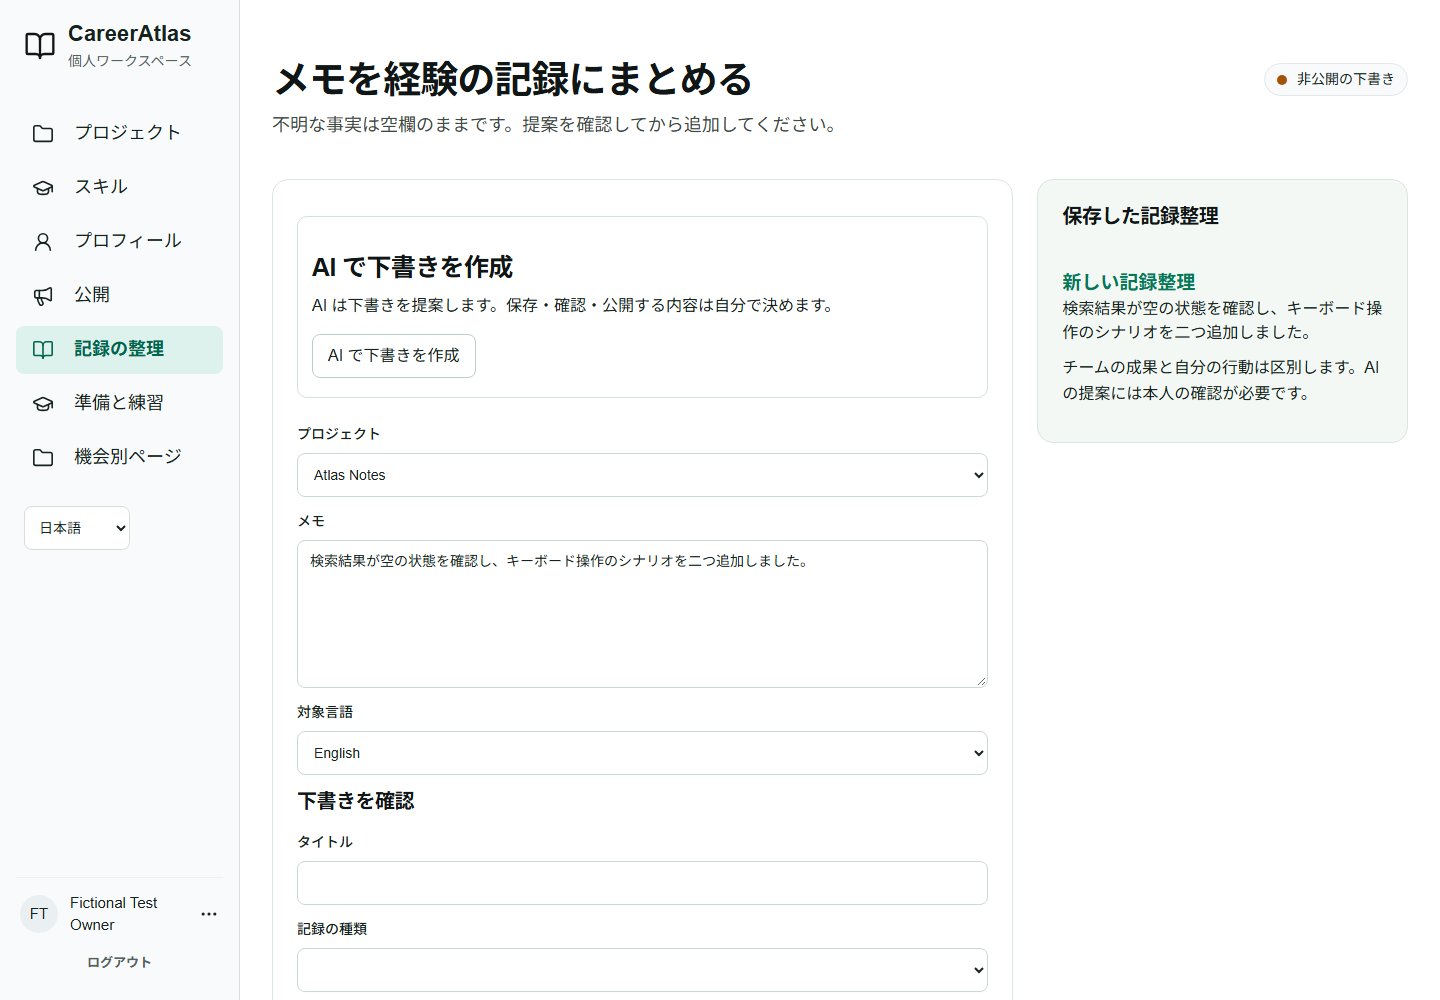 CareerAtlas
個人ワークスペース
プロジェクト
スキル
プロフィール
公開
記録の整理
準備と練習
機会別ページ
日本語
FT
Fictional Test
Owner
ログアウト
メモを経験の記録にまとめる
不明な事実は空欄のままです。提案を確認してから追加してください。
非公開の下書き
AI で下書きを作成
AI は下書きを提案します。保存・確認・公開する内容は自分で決めます。
AI で下書きを作成
プロジェクト
Atlas Notes
メモ
検索結果が空の状態を確認し、キーボード操作のシナリオを二つ追加しました。
対象言語
English
下書きを確認
タイトル
記録の種類
保存した記録整理
新しい記録整理
検索結果が空の状態を確認し、キーボード操
作のシナリオを二つ追加しました。
チームの成果と自分の行動は区別します。AI
の提案には本人の確認が必要です。